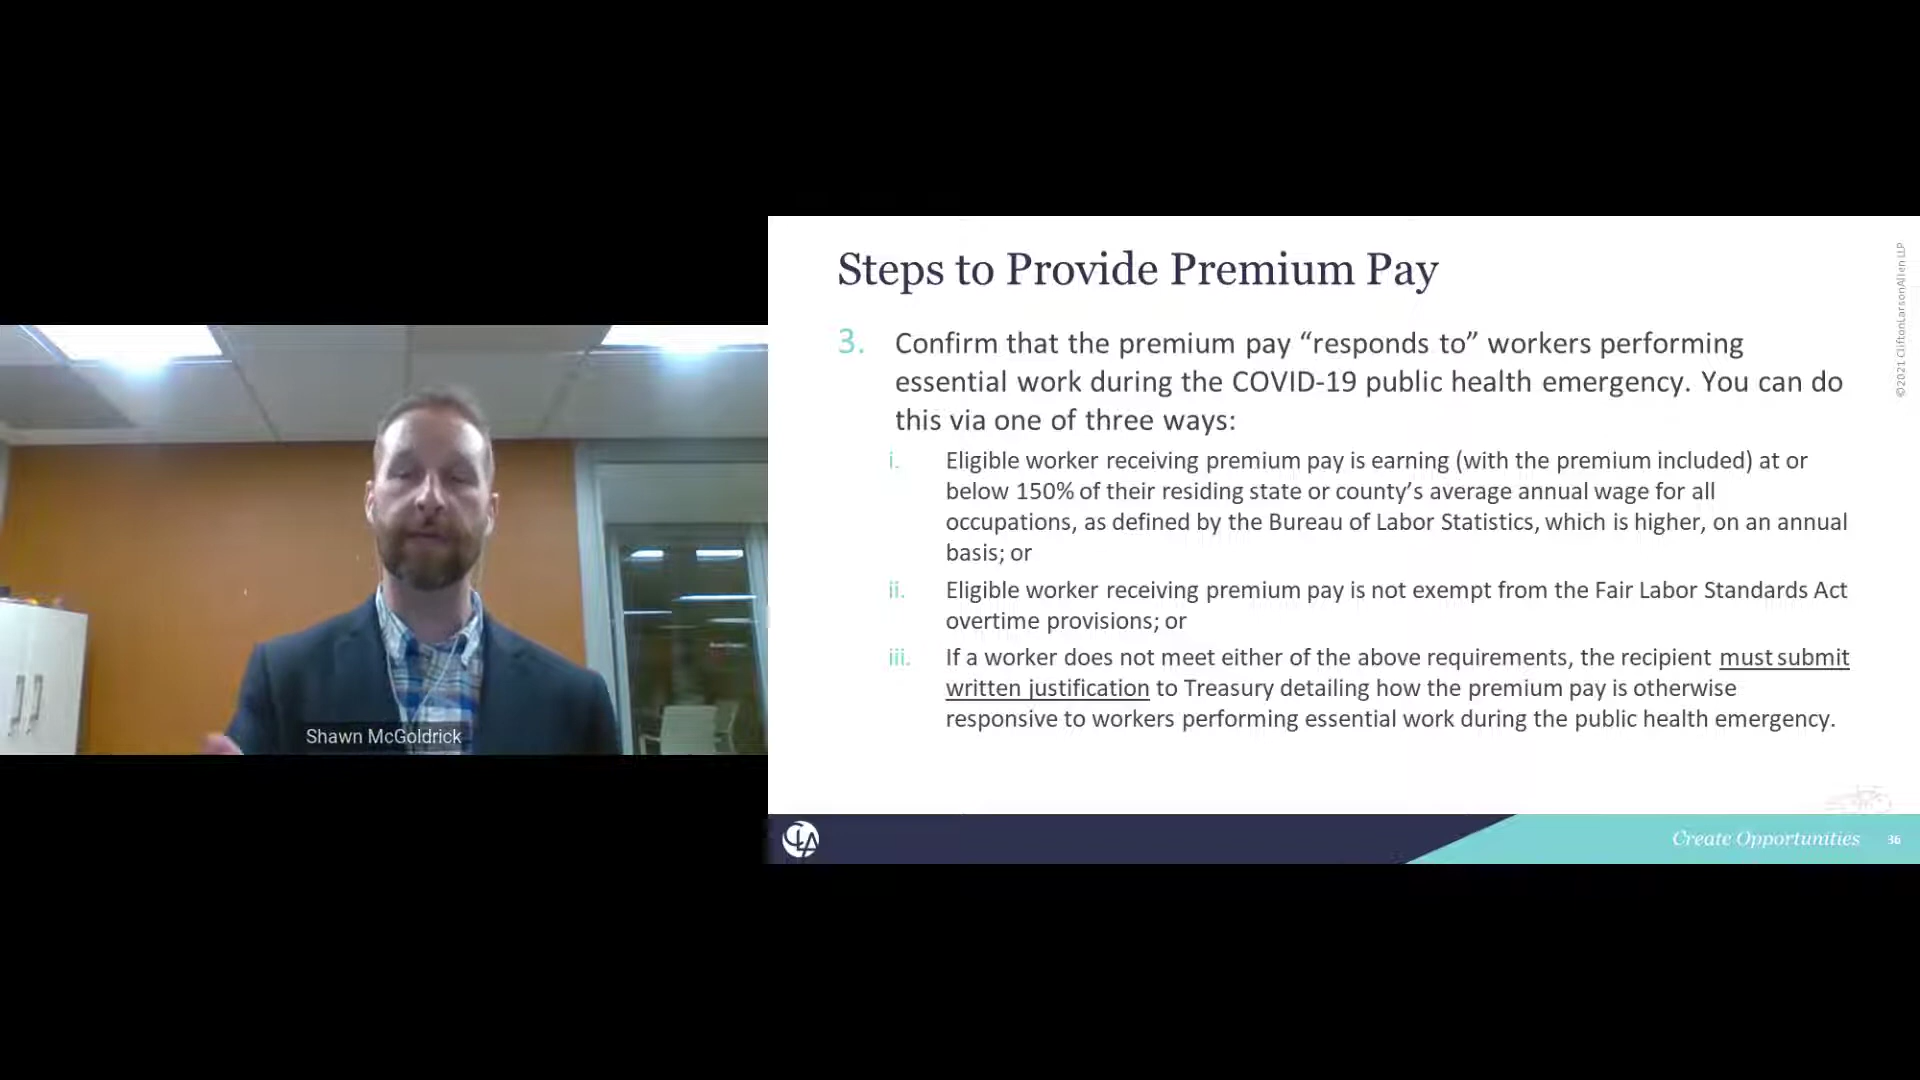 Steps to Provide Premium Pay
3. Confirm that the premium pay “responds to” workers performing
essential work during the COVID-19 public health emergency. You can do
this via one of three ways:
i. Eligible worker receiving premium pay is earning (with the premium included) at or
below 150% of their residing state or county’s average annual wage for all
occupations, as defined by the Bureau of Labor Statistics, which is higher, on an annual
basis; or
ii. Eligible worker receiving premium pay is not exempt from the Fair Labor Standards Act
overtime provisions; or
iii. If a worker does not meet either of the above requirements, the recipient must submit
written justification to Treasury detailing how the premium pay is otherwise
responsive to workers performing essential work during the public health emergency.
©2021 CliftonLarsonAllen LLP
Shawn McGoldrick
CLA
Create Opportunities
36